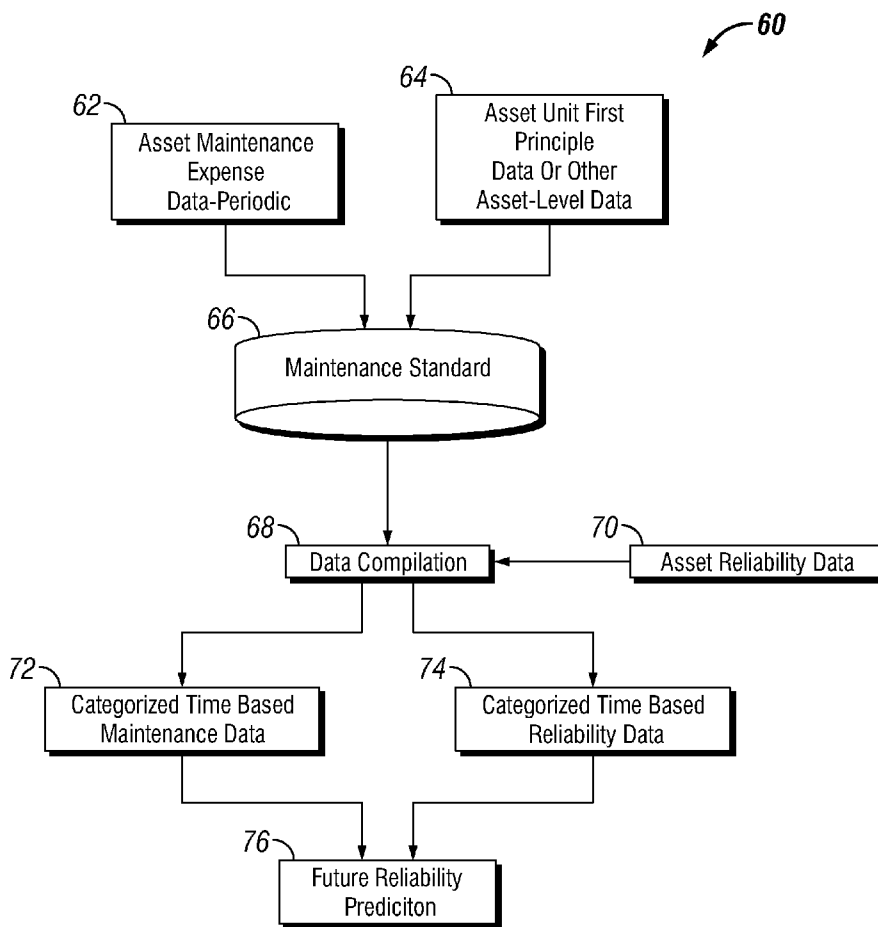 60
62
Asset Maintenance
Expense
Data-Periodic
64
Asset Unit First
Principle
Data Or Other
Asset-Level Data
66
Maintenance Standard
68
Data Compilation
70
Asset Reliability Data
72
Categorized Time Based
Maintenance Data
74
Categorized Time Based
Reliability Data
76
Future Reliability
Prediciton